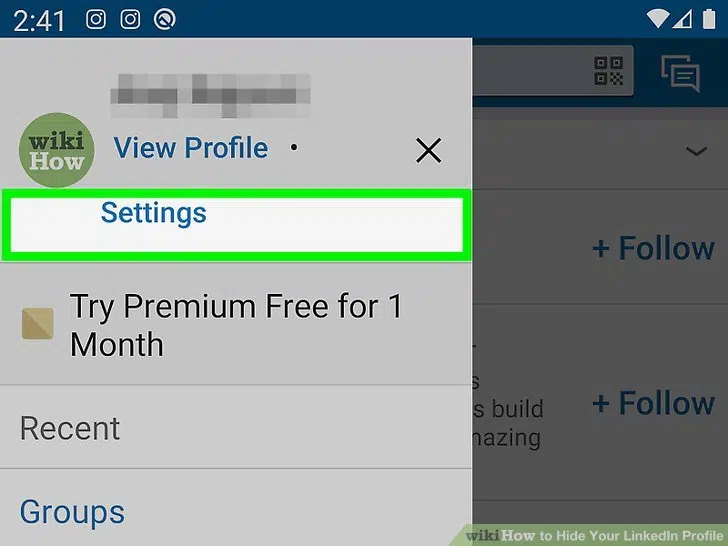 2:41
wiki
How
View Profile •
Settings
+ Follow
Try Premium Free for 1
Month
s
s build
+ Follow
mazing
Recent
Groups
wikiHow to Hide Your LinkedIn Profile